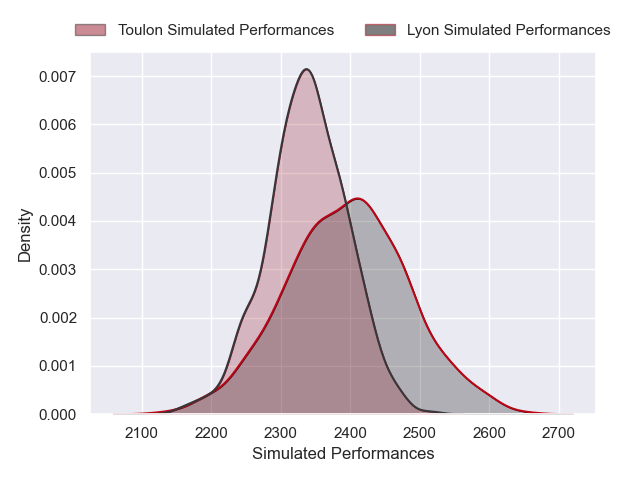 Toulon Simulated Performances Lyon Simulated Performances
0.007
0.006
0.005
0.004
0.003
0.002
0.001
0.000
Density
2100 2200 2300 2400 2500 2600 2700
Simulated Performances